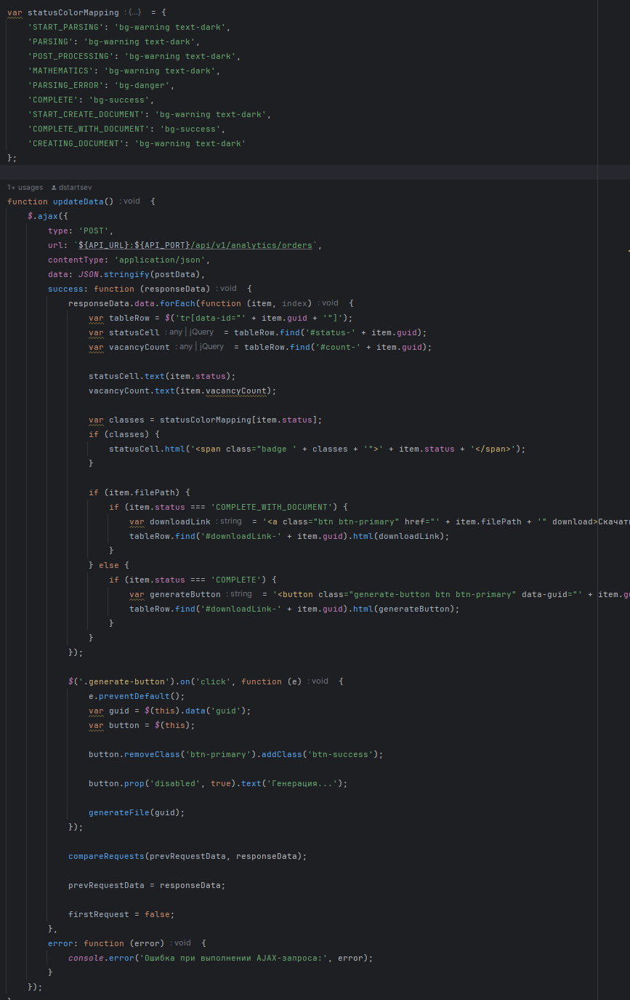 var statusColorMapping : {...} = {
    'START_PARSING': 'bg-warning text-dark',
    'PARSING': 'bg-warning text-dark',
    'POST_PROCESSING': 'bg-warning text-dark',
    'MATHEMATICS': 'bg-warning text-dark',
    'PARSING_ERROR': 'bg-danger',
    'COMPLETE': 'bg-success',
    'START_CREATE_DOCUMENT': 'bg-warning text-dark',
    'COMPLETE_WITH_DOCUMENT': 'bg-success',
    'CREATING_DOCUMENT': 'bg-warning text-dark'
};
1+ usages dstartsev
function updateData() : void {
    $.ajax({
        type: 'POST',
        url: `${API_URL}:${API_PORT}/api/v1/analytics/orders`,
        contentType: 'application/json',
        data: JSON.stringify(postData),
        success: function (responseData) : void {
            responseData.data.forEach(function (item, index) : void {
                var tableRow = $('tr[data-id="' + item.guid + '"]');
                var statusCell : any | jQuery = tableRow.find('#status-' + item.guid);
                var vacancyCount : any | jQuery = tableRow.find('#count-' + item.guid);
                statusCell.text(item.status);
                vacancyCount.text(item.vacancyCount);
                var classes = statusColorMapping[item.status];
                if (classes) {
                    statusCell.html('<span class="badge ' + classes + '">' + item.status + '</span>');
                }
                if (item.filePath) {
                    if (item.status === 'COMPLETE_WITH_DOCUMENT') {
                        var downloadLink : string = '<a class="btn btn-primary" href="' + item.filePath + '" download>Скачать
                        tableRow.find('#downloadLink-' + item.guid).html(downloadLink);
                    }
                } else {
                    if (item.status === 'COMPLETE') {
                        var generateButton : string = '<button class="generate-button btn btn-primary" data-guid="' + item.gu
                        tableRow.find('#downloadLink-' + item.guid).html(generateButton);
                    }
                }
            });
            $('.generate-button').on('click', function (e) : void {
                e.preventDefault();
                var guid = $(this).data('guid');
                var button = $(this);
                button.removeClass('btn-primary').addClass('btn-success');
                button.prop('disabled', true).text('Генерация...');
                generateFile(guid);
            });
            compareRequests(prevRequestData, responseData);
            prevRequestData = responseData;
            firstRequest = false;
        },
        error: function (error) : void {
            console.error('Ошибка при выполнении AJAX-запроса:', error);
        }
    });